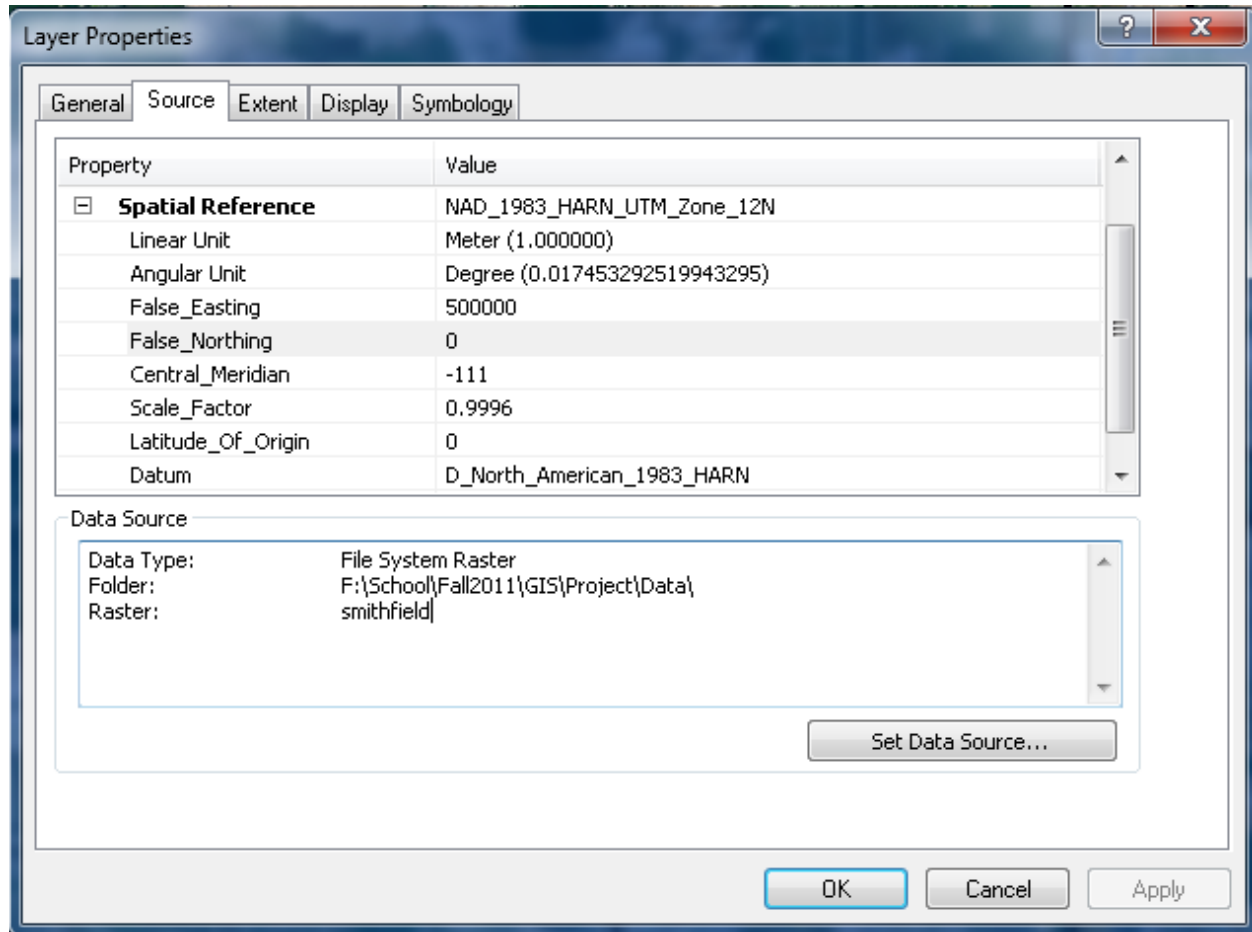 Layer Properties
? X
General Source Extent Display Symbology
Property Value
Spatial Reference NAD_1983_HARN_UTM_Zone_12N
Linear Unit Meter (1.000000)
Angular Unit Degree (0.017453292519943295)
False_Easting 500000
False_Northing 0
Central_Meridian -111
Scale_Factor 0.9996
Latitude_Of_Origin 0
Datum D_North_American_1983_HARN
Data Source
Data Type: File System Raster
Folder: F:\School\Fall2011\GIS\Project\Data\
Raster: smithfield
Set Data Source...
OK Cancel Apply